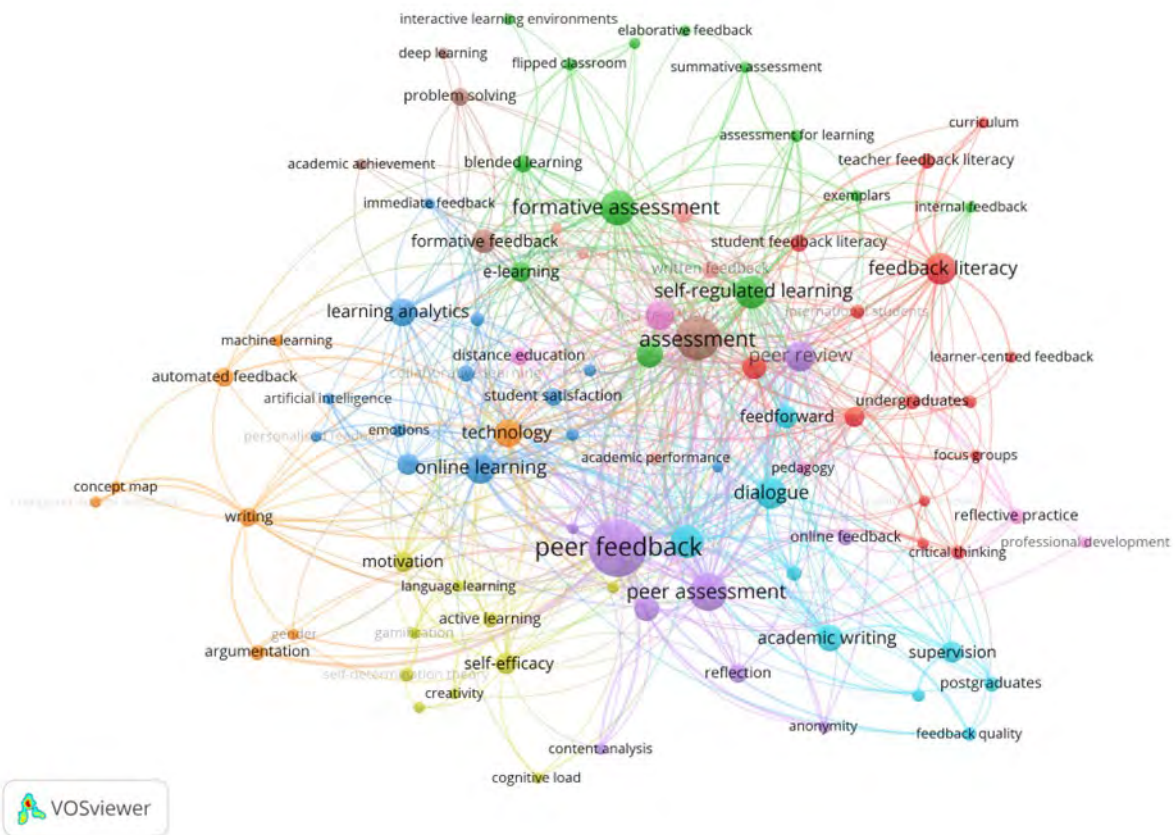 interactive learning environments
elaborative feedback
deep learning
flipped classroom
summative assessment
problem solving
curriculum
assessment for learning
teacher feedback literacy
academic achievement
blended learning
exemplars
immediate feedback
formative assessment
internal feedback
formative feedback
student feedback literacy
written feedback
feedback literacy
e-learning
self-regulated learning
learning analytics
international students
machine learning
assessment
distance education
peer review
learner-centred feedback
automated feedback
collaborative learning
artificial intelligence
student satisfaction
undergraduates
feedforward
personalised feedback
emotions
technology
academic performance
focus groups
online learning
pedagogy
concept map
dialogue
writing
reflective practice
online feedback
professional development
peer feedback
critical thinking
motivation
language learning
peer assessment
active learning
gender
gamification
academic writing
argumentation
supervision
self-efficacy
self-determination theory
reflection
postgraduates
creativity
anonymity
feedback quality
content analysis
cognitive load
VOSviewer